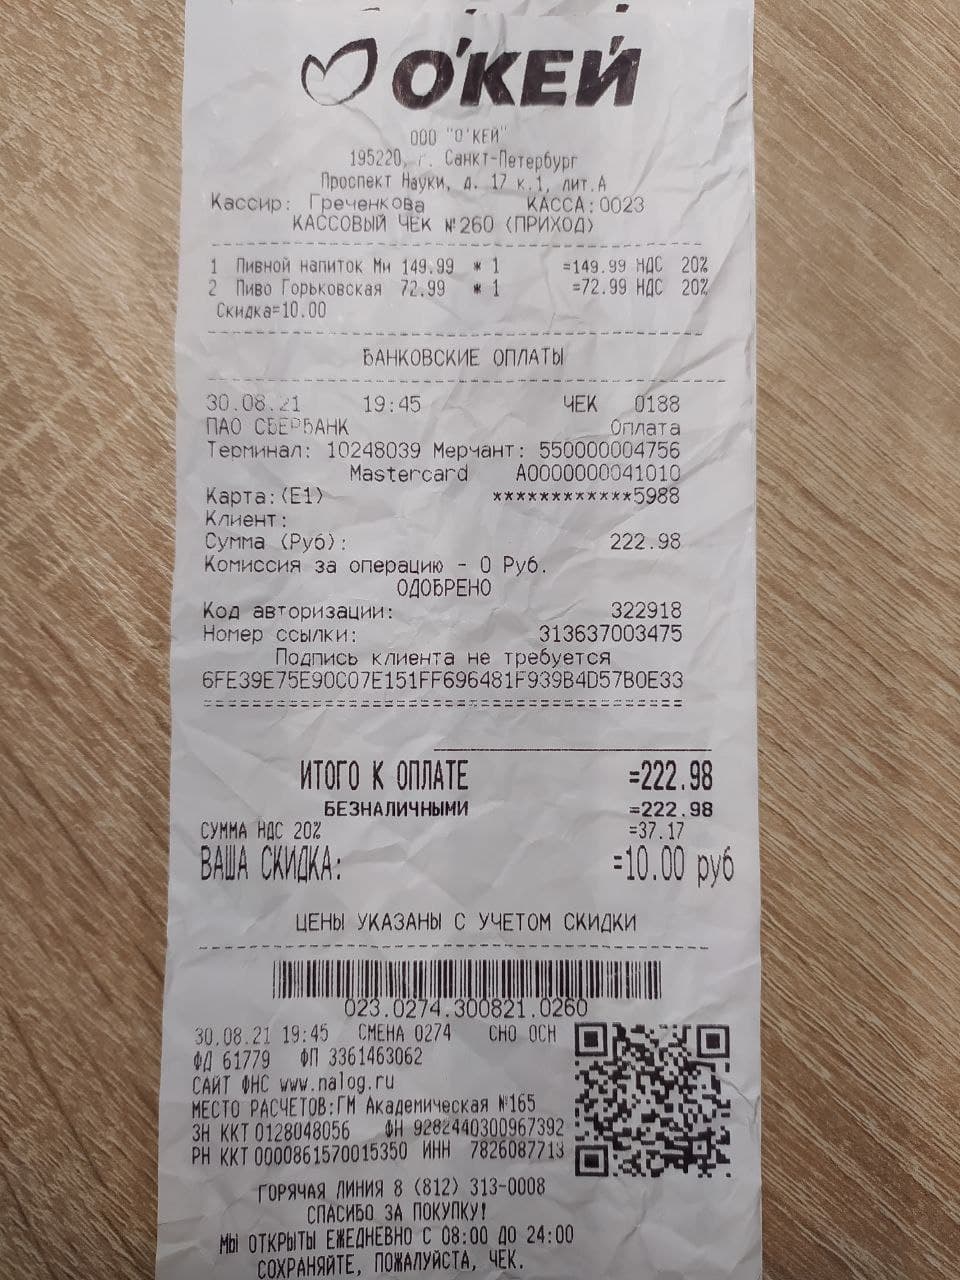 О'КЕЙ
ООО "О'КЕЙ"
195220, г. Санкт-Петербург
Проспект Науки, д. 17 к.1, лит.А
Кассир: Греченкова КАССА:0023
КАССОВЫЙ ЧЕК №260 (ПРИХОД)
1 Пивной напиток Ми 149.99 * 1 =149.99 НДС 20%
2 Пиво Горьковская 72.99 * 1 =72.99 НДС 20%
Скидка=10.00
БАНКОВСКИЕ ОПЛАТЫ
30.08.21 19:45 ЧЕК 0188
ПАО СБЕРБАНК Оплата
Терминал: 10248039 Мерчант: 550000004756
Mastercard A0000000041010
Карта:(E1) ************5988
Клиент:
Сумма (Руб): 222.98
Комиссия за операцию - 0 Руб.
ОДОБРЕНО
Код авторизации: 322918
Номер ссылки: 313637003475
Подпись клиента не требуется
6FE39E75E90C07E151FF696481F939B4D57B0E33
ИТОГО К ОПЛАТЕ =222.98
БЕЗНАЛИЧНЫМИ =222.98
СУММА НДС 20% =37.17
ВАША СКИДКА: =10.00 руб
ЦЕНЫ УКАЗАНЫ С УЧЕТОМ СКИДКИ
023.0274.300821.0260
30.08.21 19:45 СМЕНА 0274 СНО ОСН
ФД 61779 ФП 3361463062
САЙТ ФНС www.nalog.ru
МЕСТО РАСЧЕТОВ:ГМ Академическая №165
ЗН ККТ 0128048056 ФН 9282440300967392
РН ККТ 0000861570015350 ИНН 7826087713
ГОРЯЧАЯ ЛИНИЯ 8 (812) 313-0008
СПАСИБО ЗА ПОКУПКУ!
МЫ ОТКРЫТЫ ЕЖЕДНЕВНО С 08:00 ДО 24:00
СОХРАНЯЙТЕ, ПОЖАЛУЙСТА, ЧЕК.